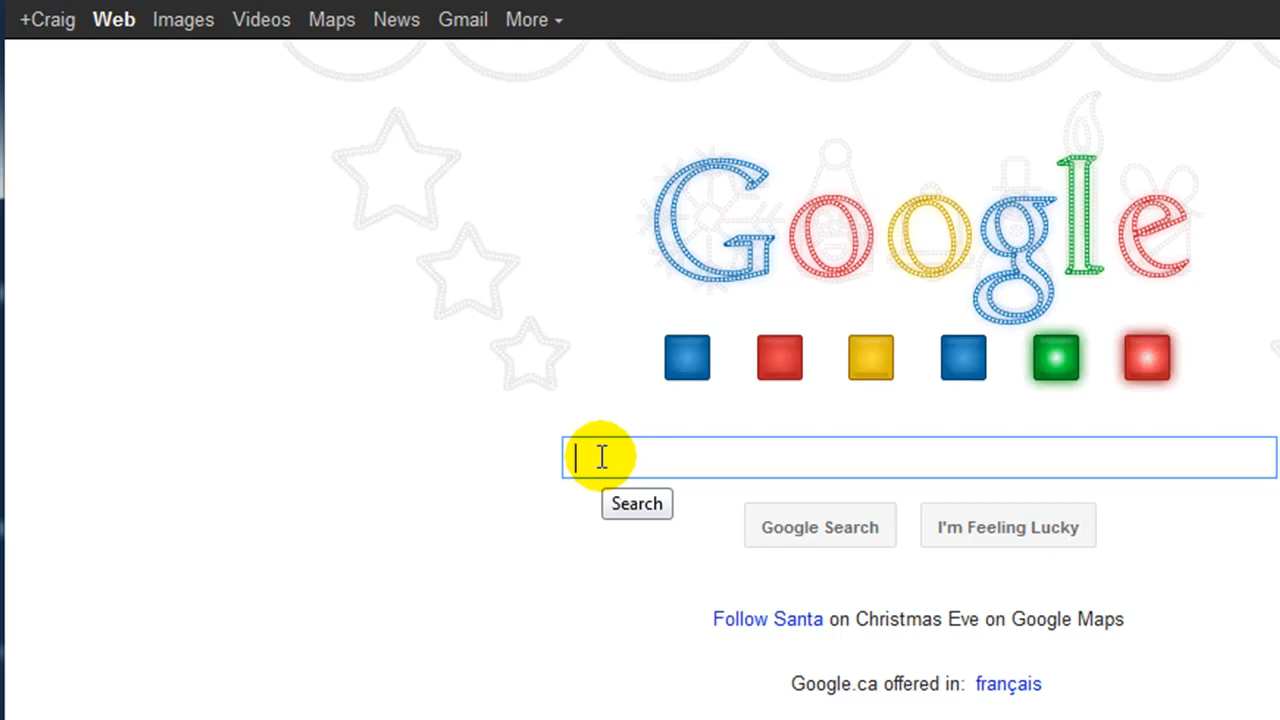 +Craig Web Images Videos Maps News Gmail More
Google
Search
Google Search I'm Feeling Lucky
Follow Santa on Christmas Eve on Google Maps
Google.ca offered in: français